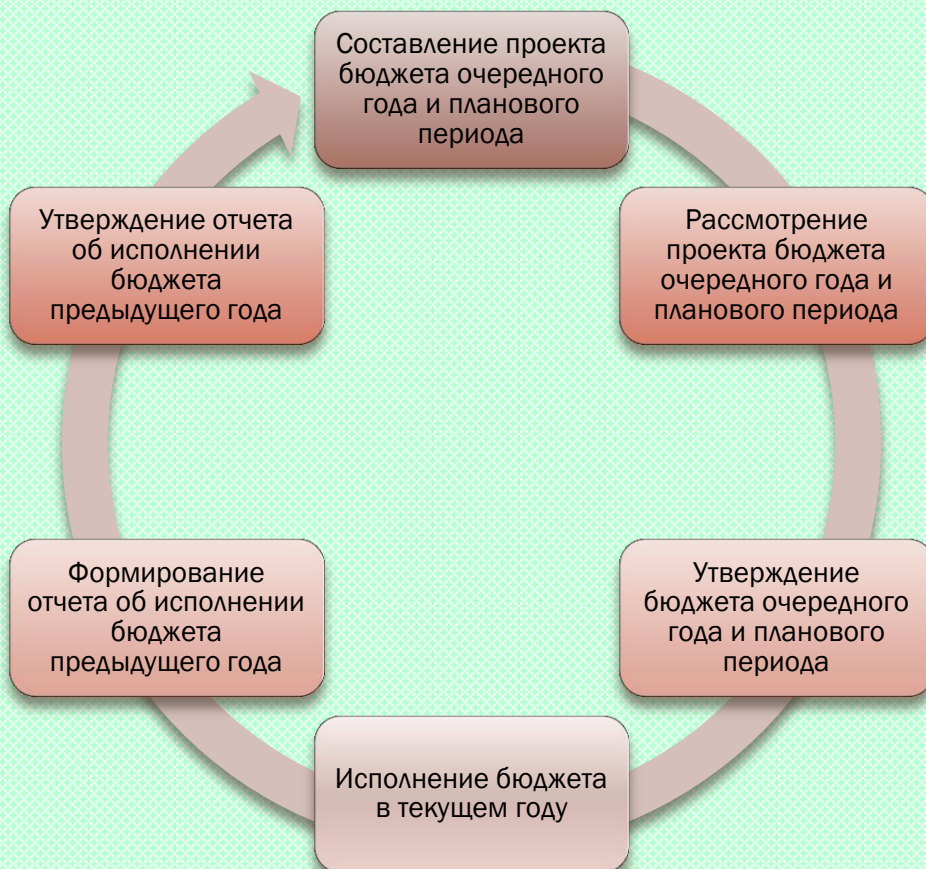 Составление проекта
бюджета очередного
года и планового
периода
Рассмотрение
проекта бюджета
очередного года и
планового периода
Утверждение
бюджета очередного
года и планового
периода
Исполнение бюджета
в текущем году
Формирование
отчета об исполнении
бюджета
предыдущего года
Утверждение отчета
об исполнении
бюджета
предыдущего года